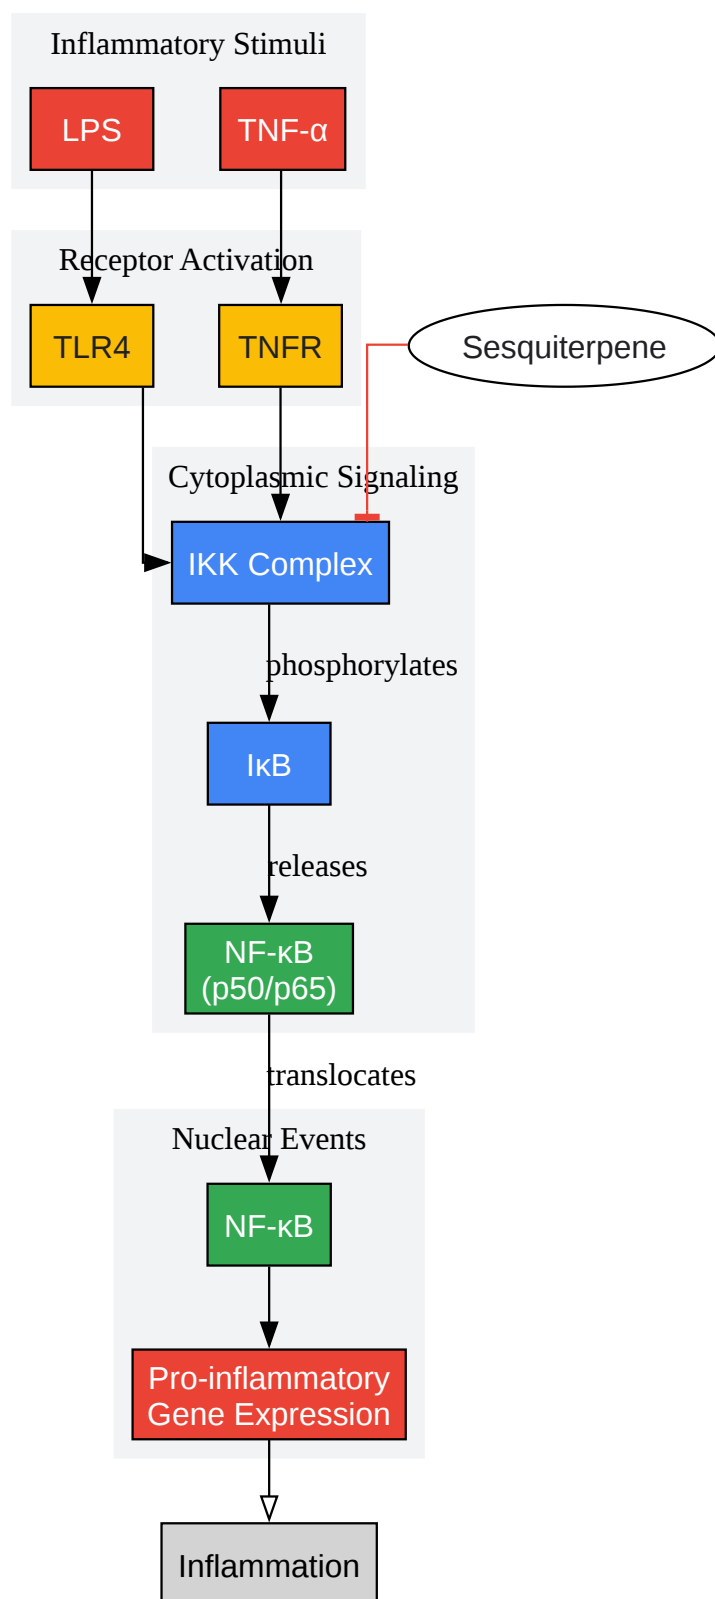 Inflammatory Stimuli
LPS
TNF-α
Receptor Activation
TLR4
TNFR
Sesquiterpene
Cytoplasmic Signaling
IKK Complex
phosphorylates
IκB
releases
NF-κB
(p50/p65)
translocates
Nuclear Events
NF-κB
Pro-inflammatory
Gene Expression
Inflammation